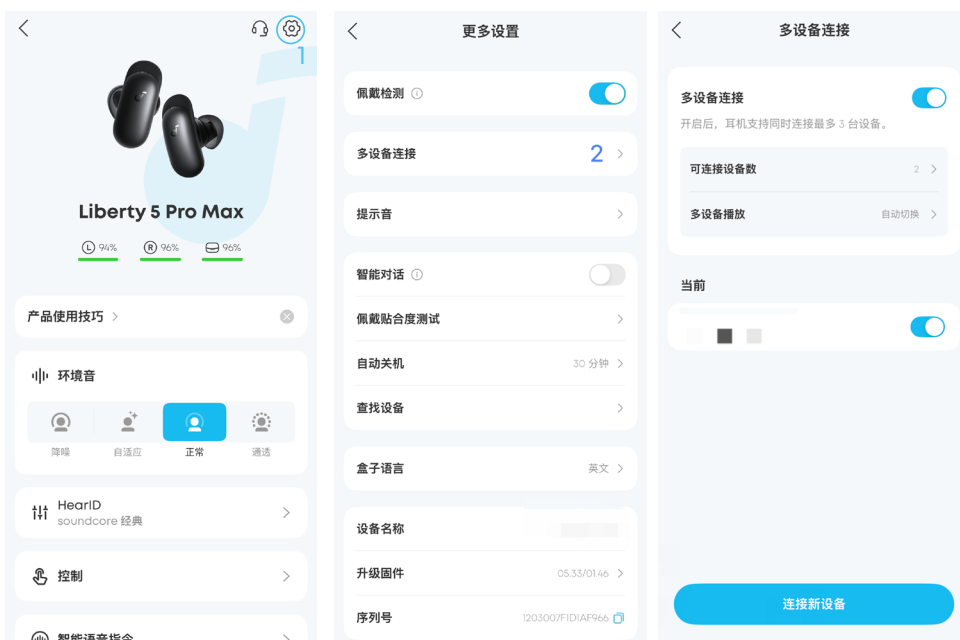 1
Liberty 5 Pro Max
L 94%
R 96%
96%
产品使用技巧
环境音
降噪
自适应
正常
通透
HearID
soundcore 经典
控制
智能语音指令
更多设置
佩戴检测
多设备连接
2
提示音
智能对话
佩戴贴合度测试
自动关机 30 分钟
查找设备
盒子语言 英文
设备名称
升级固件 05.33/01.46
序列号 1203007F1D1AF966
多设备连接
多设备连接
开启后，耳机支持同时连接最多 3 台设备。
可连接设备数 2
多设备播放 自动切换
当前
连接新设备